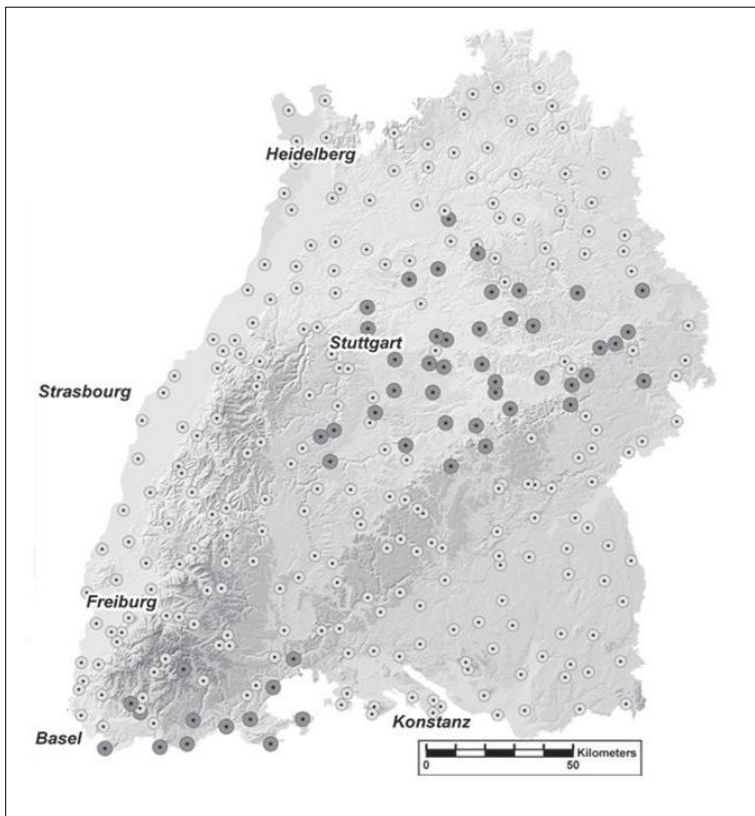 Heidelberg
Stuttgart
Strasbourg
Freiburg
Konstanz
Basel
Kilometers
0 50